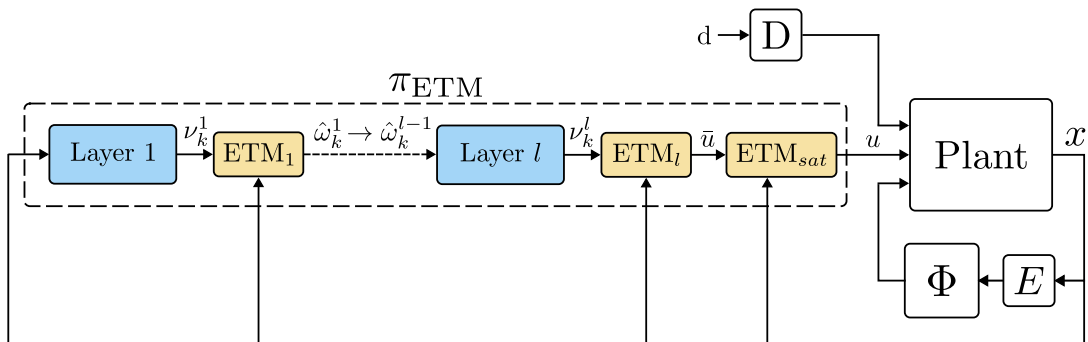 d
D
π_ETM
Layer 1
ν_k^1
ETM_1
ω̂_k^1 → ω̂_k^{l-1}
Layer l
ν_k^l
ETM_l
ū
ETM_sat
u
Plant
x
Φ
E